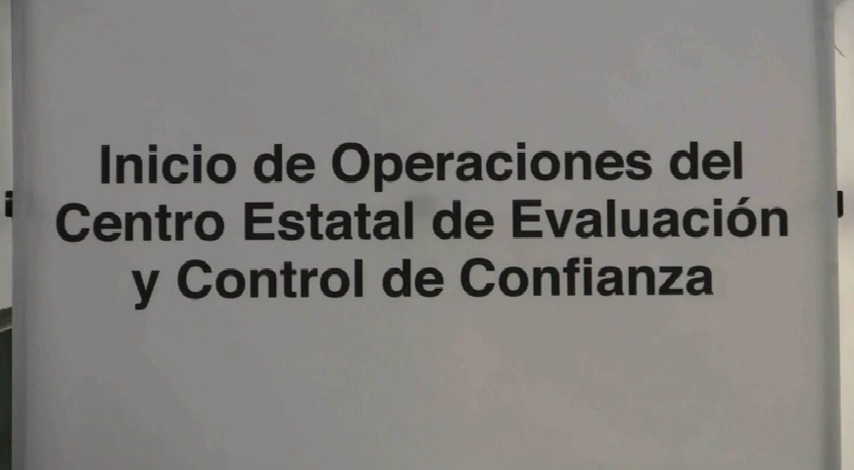 Inicio de Operaciones del
Centro Estatal de Evaluación
y Control de Confianza